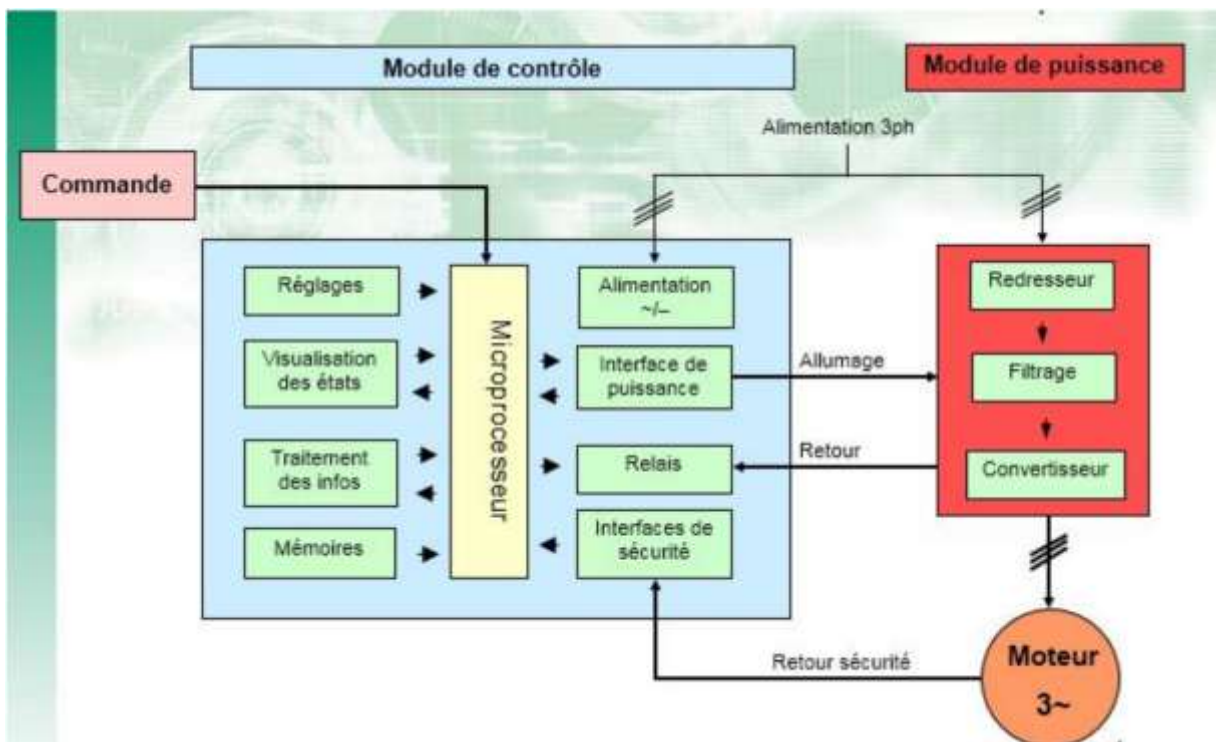 Module de contrôle
Module de puissance
Alimentation 3ph
Commande
Réglages
Visualisation
des états
Traitement
des infos
Mémoires
Microprocesseur
Alimentation
~/–
Interface de
puissance
Relais
Interfaces de
sécurité
Allumage
Retour
Redresseur
Filtrage
Convertisseur
Retour sécurité
Moteur
3~